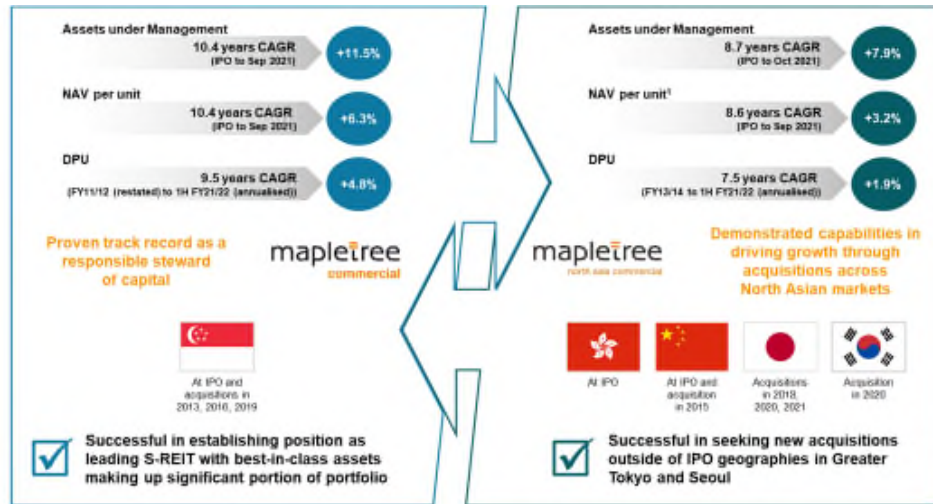 Assets under Management
10.4 years CAGR
(IPO to Sep 2021)
+11.5%
NAV per unit
10.4 years CAGR
(IPO to Sep 2021)
+6.3%
DPU
9.5 years CAGR
(FY11/12 (restated) to 1H FY21/22 (annualised))
+4.8%
Proven track record as a
responsible steward
of capital
mapletree
commercial
At IPO and
acquisitions in
2013, 2016, 2019
Successful in establishing position as
leading S-REIT with best-in-class assets
making up significant portion of portfolio
Assets under Management
8.7 years CAGR
(IPO to Oct 2021)
+7.9%
NAV per unit¹
8.6 years CAGR
(IPO to Sep 2021)
+3.2%
DPU
7.5 years CAGR
(FY13/14 to 1H FY21/22 (annualised))
+1.9%
mapletree
north asia commercial
Demonstrated capabilities in
driving growth through
acquisitions across
North Asian markets
At IPO
At IPO and
acquisition
in 2015
Acquisitions
in 2018,
2020, 2021
Acquisition
in 2020
Successful in seeking new acquisitions
outside of IPO geographies in Greater
Tokyo and Seoul